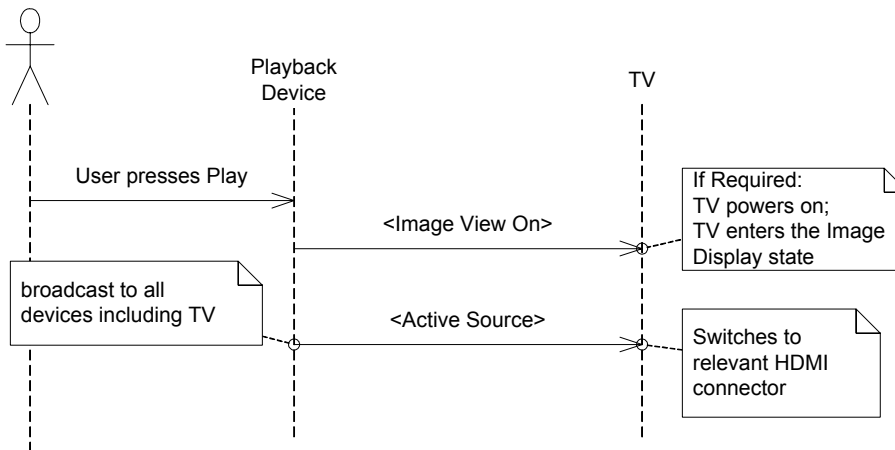 Playback
Device
TV
User presses Play
If Required:
TV powers on;
TV enters the Image
Display state
<Image View On>
broadcast to all
devices including TV
<Active Source>
Switches to
relevant HDMI
connector